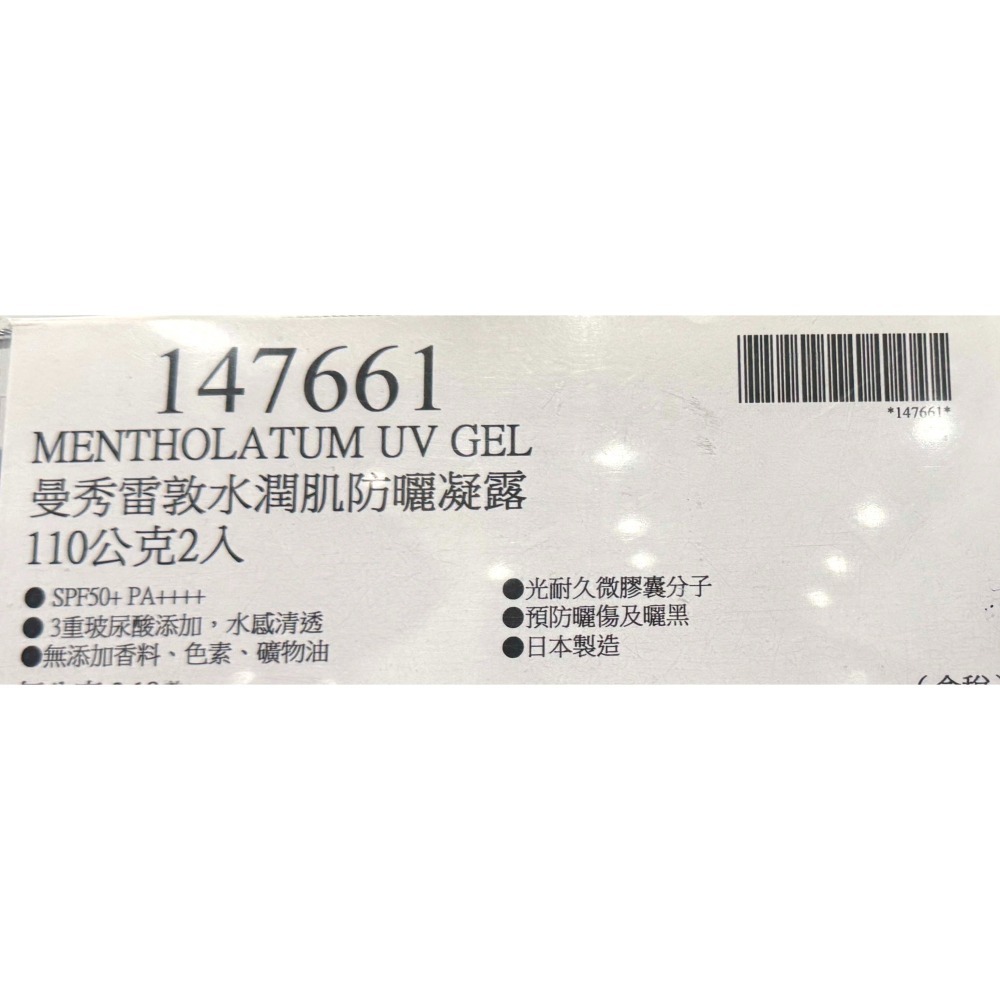 147661
*147661*
MENTHOLATUM UV GEL
曼秀雷敦水潤肌防曬凝露
110公克2入
● SPF50+ PA++++
● 3重玻尿酸添加，水感清透
●無添加香料、色素、礦物油
●光耐久微膠囊分子
●預防曬傷及曬黑
●日本製造